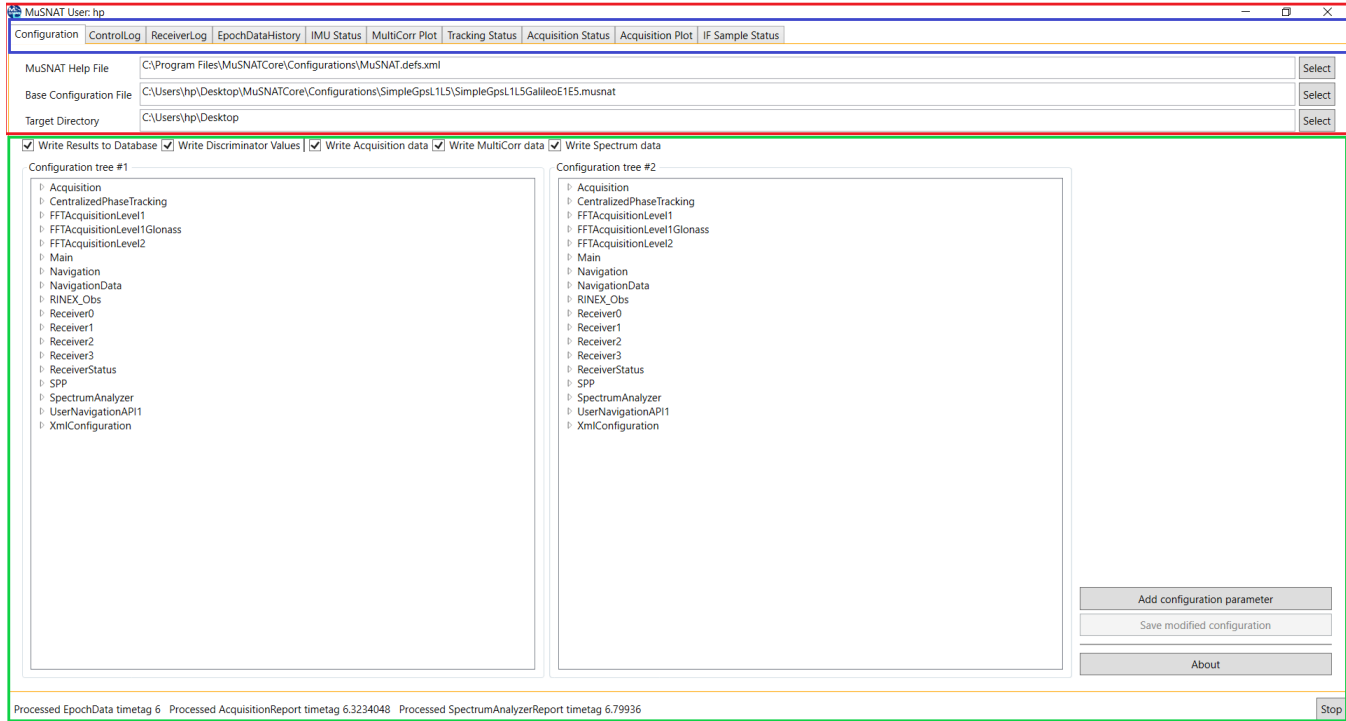 MuSNAT User: hp
Configuration ControlLog ReceiverLog EpochDataHistory IMU Status MultiCorr Plot Tracking Status Acquisition Status Acquisition Plot IF Sample Status
MuSNAT Help File C:\Program Files\MuSNATCore\Configurations\MuSNAT.defs.xml Select
Base Configuration File C:\Users\hp\Desktop\MuSNATCore\Configurations\SimpleGpsL1L5\SimpleGpsL1L5GalileoE1E5.musnat Select
Target Directory C:\Users\hp\Desktop Select
Write Results to Database Write Discriminator Values Write Acquisition data Write MultiCorr data Write Spectrum data
Configuration tree #1
Acquisition
CentralizedPhaseTracking
FFTAcquisitionLevel1
FFTAcquisitionLevel1Glonass
FFTAcquisitionLevel2
Main
Navigation
NavigationData
RINEX_Obs
Receiver0
Receiver1
Receiver2
Receiver3
ReceiverStatus
SPP
SpectrumAnalyzer
UserNavigationAPI1
XmlConfiguration
Configuration tree #2
Acquisition
CentralizedPhaseTracking
FFTAcquisitionLevel1
FFTAcquisitionLevel1Glonass
FFTAcquisitionLevel2
Main
Navigation
NavigationData
RINEX_Obs
Receiver0
Receiver1
Receiver2
Receiver3
ReceiverStatus
SPP
SpectrumAnalyzer
UserNavigationAPI1
XmlConfiguration
Add configuration parameter
Save modified configuration
About
Processed EpochData timetag 6 Processed AcquisitionReport timetag 6.3234048 Processed SpectrumAnalyzerReport timetag 6.79936 Stop